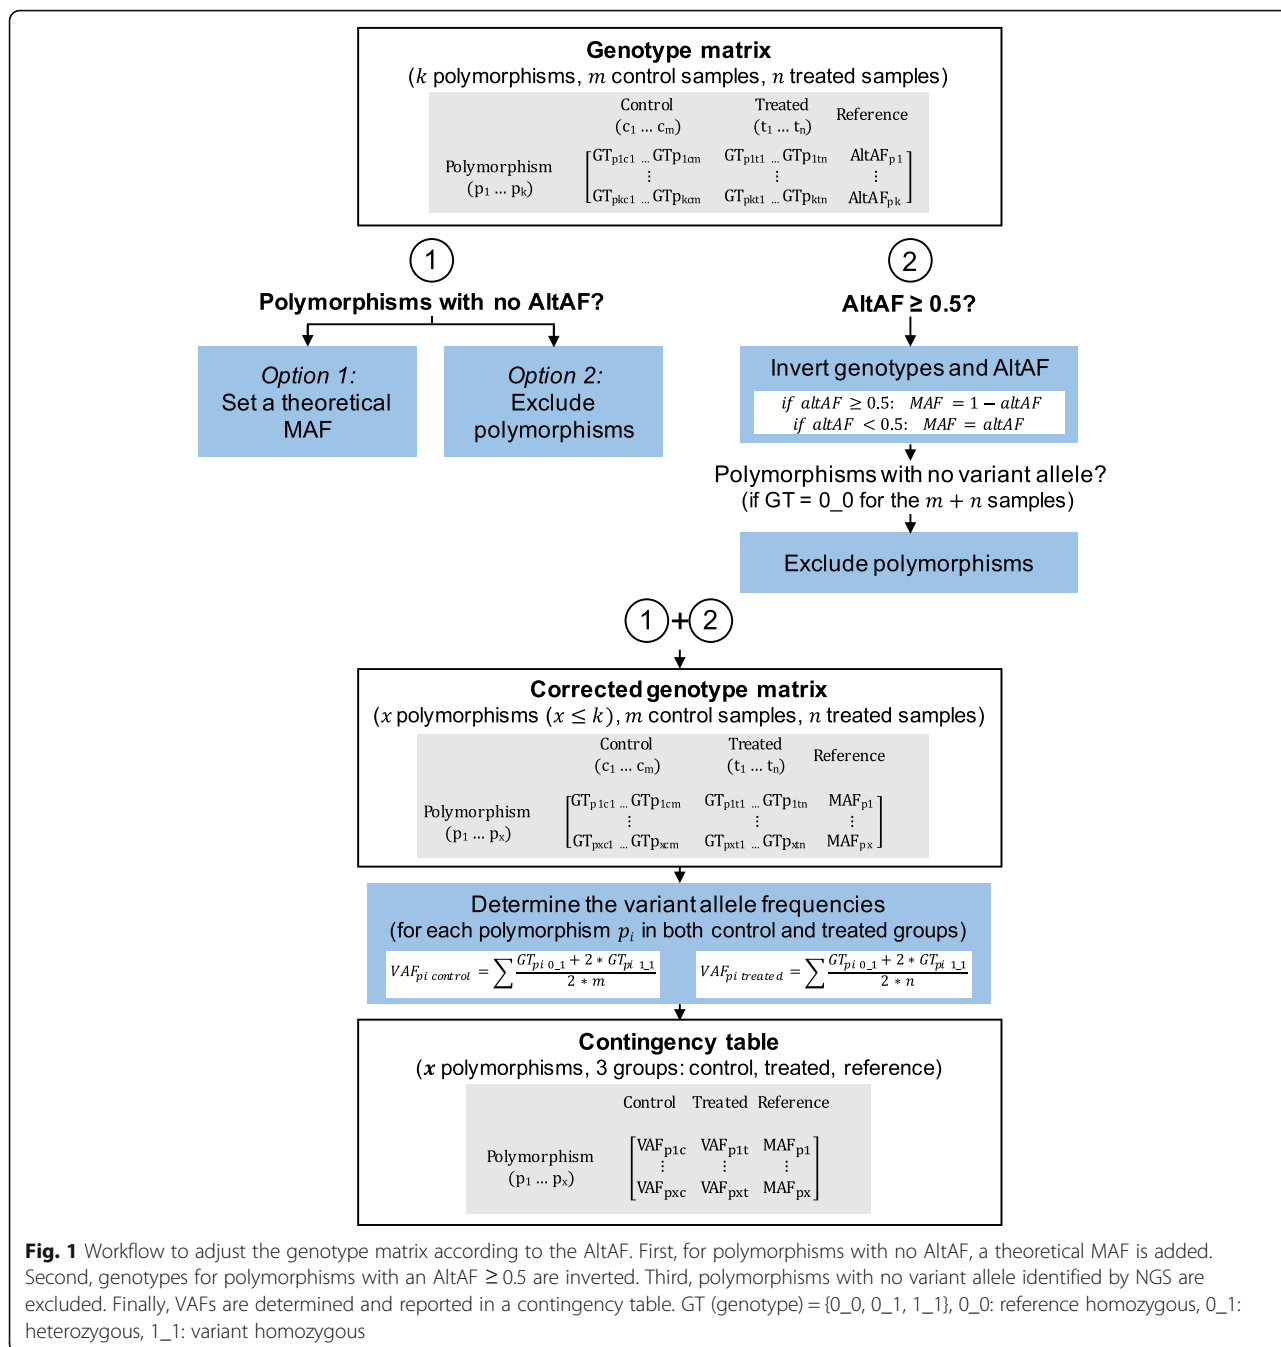 Genotype matrix
(k polymorphisms, m control samples, n treated samples)
Control Treated Reference
(c₁ ... cₘ) (t₁ ... tₙ)
Polymorphism
(p₁ ... pₖ)
GTp1c1 ... GTp1cm GTp1t1 ... GTp1tn AltAFp1
⋮ ⋮ ⋮
GTpkc1 ... GTpkcm GTpkt1 ... GTpktn AltAFpk
1
Polymorphisms with no AltAF?
Option 1:
Set a theoretical
MAF
Option 2:
Exclude
polymorphisms
2
AltAF ≥ 0.5?
Invert genotypes and AltAF
if altAF ≥ 0.5: MAF = 1 − altAF
if altAF < 0.5: MAF = altAF
Polymorphisms with no variant allele?
(if GT = 0_0 for the m + n samples)
Exclude polymorphisms
1+2
Corrected genotype matrix
(x polymorphisms (x ≤ k), m control samples, n treated samples)
Control Treated Reference
(c₁ ... cₘ) (t₁ ... tₙ)
Polymorphism
(p₁ ... pₓ)
GTp1c1 ... GTp1cm GTp1t1 ... GTp1tn MAFp1
⋮ ⋮ ⋮
GTpxc1 ... GTpxcm GTpxt1 ... GTpxtn MAFpx
Determine the variant allele frequencies
(for each polymorphism pᵢ in both control and treated groups)
VAFpi control = ∑ (GTpi 0_1 + 2 * GTpi 1_1) / (2 * m)
VAFpi treated = ∑ (GTpi 0_1 + 2 * GTpi 1_1) / (2 * n)
Contingency table
(x polymorphisms, 3 groups: control, treated, reference)
Control Treated Reference
Polymorphism
(p₁ ... pₓ)
VAFp1c VAFp1t MAFp1
⋮ ⋮ ⋮
VAFpxc VAFpxt MAFpx
Fig. 1 Workflow to adjust the genotype matrix according to the AltAF. First, for polymorphisms with no AltAF, a theoretical MAF is added.
Second, genotypes for polymorphisms with an AltAF ≥ 0.5 are inverted. Third, polymorphisms with no variant allele identified by NGS are
excluded. Finally, VAFs are determined and reported in a contingency table. GT (genotype) = {0_0, 0_1, 1_1}, 0_0: reference homozygous, 0_1:
heterozygous, 1_1: variant homozygous